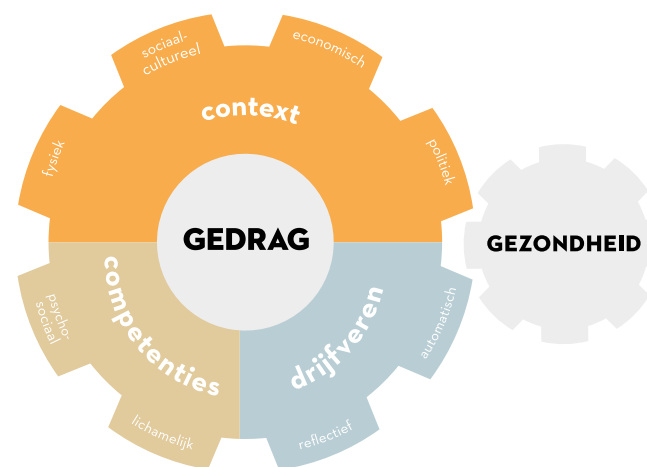 sociaal-
cultureel
economisch
context
fysiek
politiek
GEDRAG
GEZONDHEID
competenties
drijfveren
psycho-
sociaal
automatisch
lichamelijk
reflectief